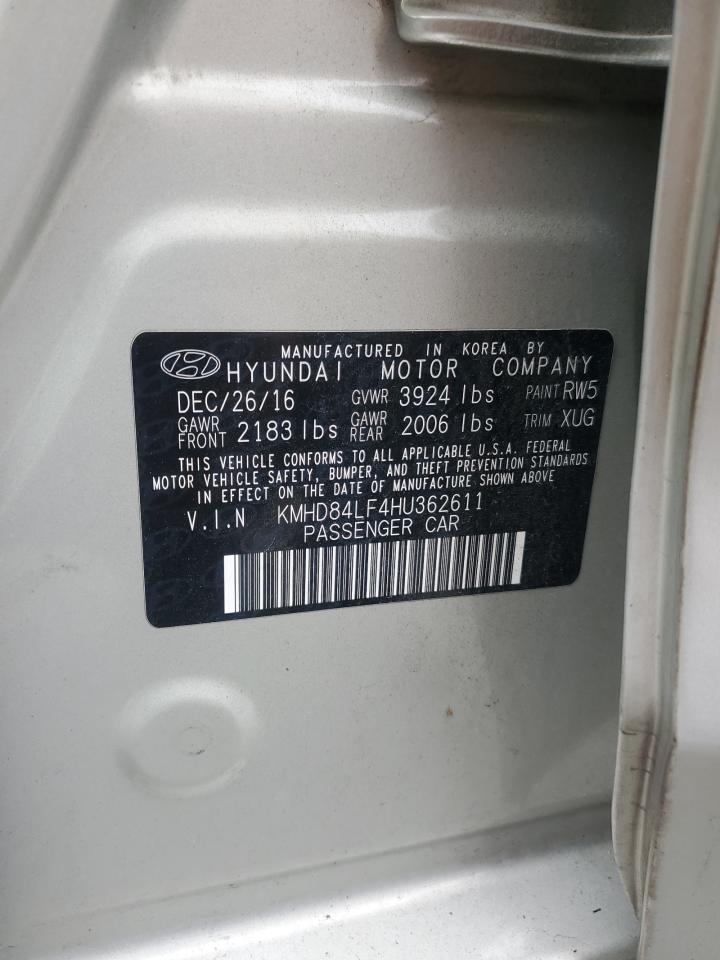 MANUFACTURED IN KOREA BY
HYUNDAI MOTOR COMPANY
DEC/26/16 GVWR 3924 lbs PAINT RW5
GAWR FRONT 2183 lbs GAWR REAR 2006 lbs TRIM XUG
THIS VEHICLE CONFORMS TO ALL APPLICABLE U.S.A. FEDERAL
MOTOR VEHICLE SAFETY, BUMPER, AND THEFT PREVENTION STANDARDS
IN EFFECT ON THE DATE OF MANUFACTURE SHOWN ABOVE
V.I.N KMHD84LF4HU362611
PASSENGER CAR